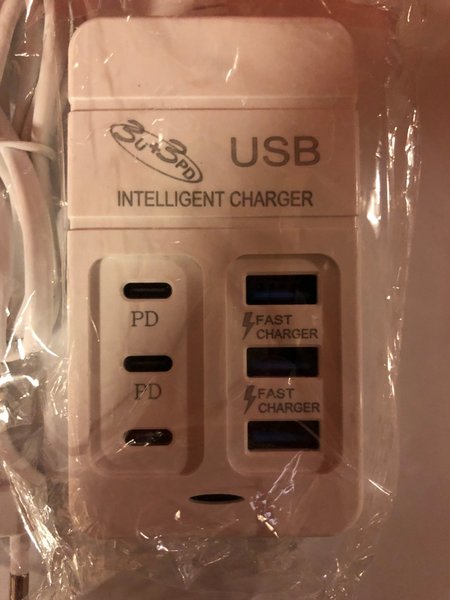 3U+3PD
USB
INTELLIGENT CHARGER
PD
FAST
CHARGER
PD
FAST
CHARGER